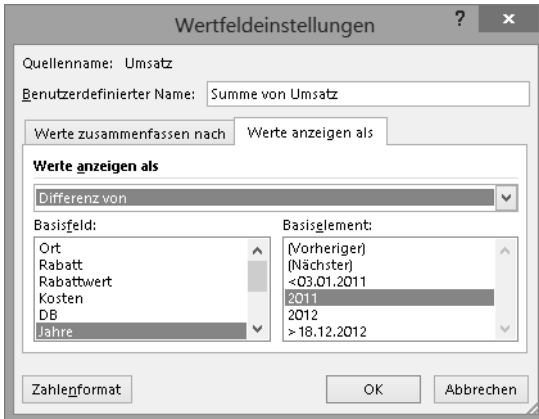 Wertfeldeinstellungen ? x
Quellenname: Umsatz
Benutzerdefinierter Name: Summe von Umsatz
Werte zusammenfassen nach Werte anzeigen als
Werte anzeigen als
Differenz von
Basisfeld: Basiselement:
Ort (Vorheriger)
Rabatt (Nächster)
Rabattwert <03.01.2011
Kosten 2011
DB 2012
Jahre >18.12.2012
Zahlenformat OK Abbrechen